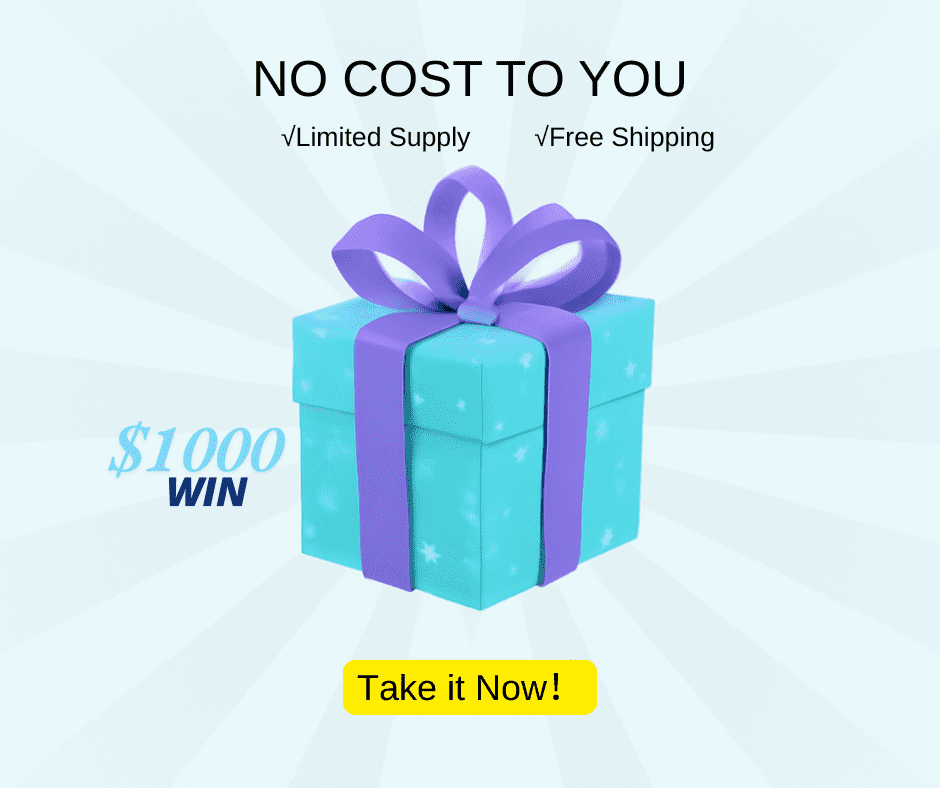 NO COST TO YOU
√Limited Supply √Free Shipping
$1000
WIN
Take it Now!